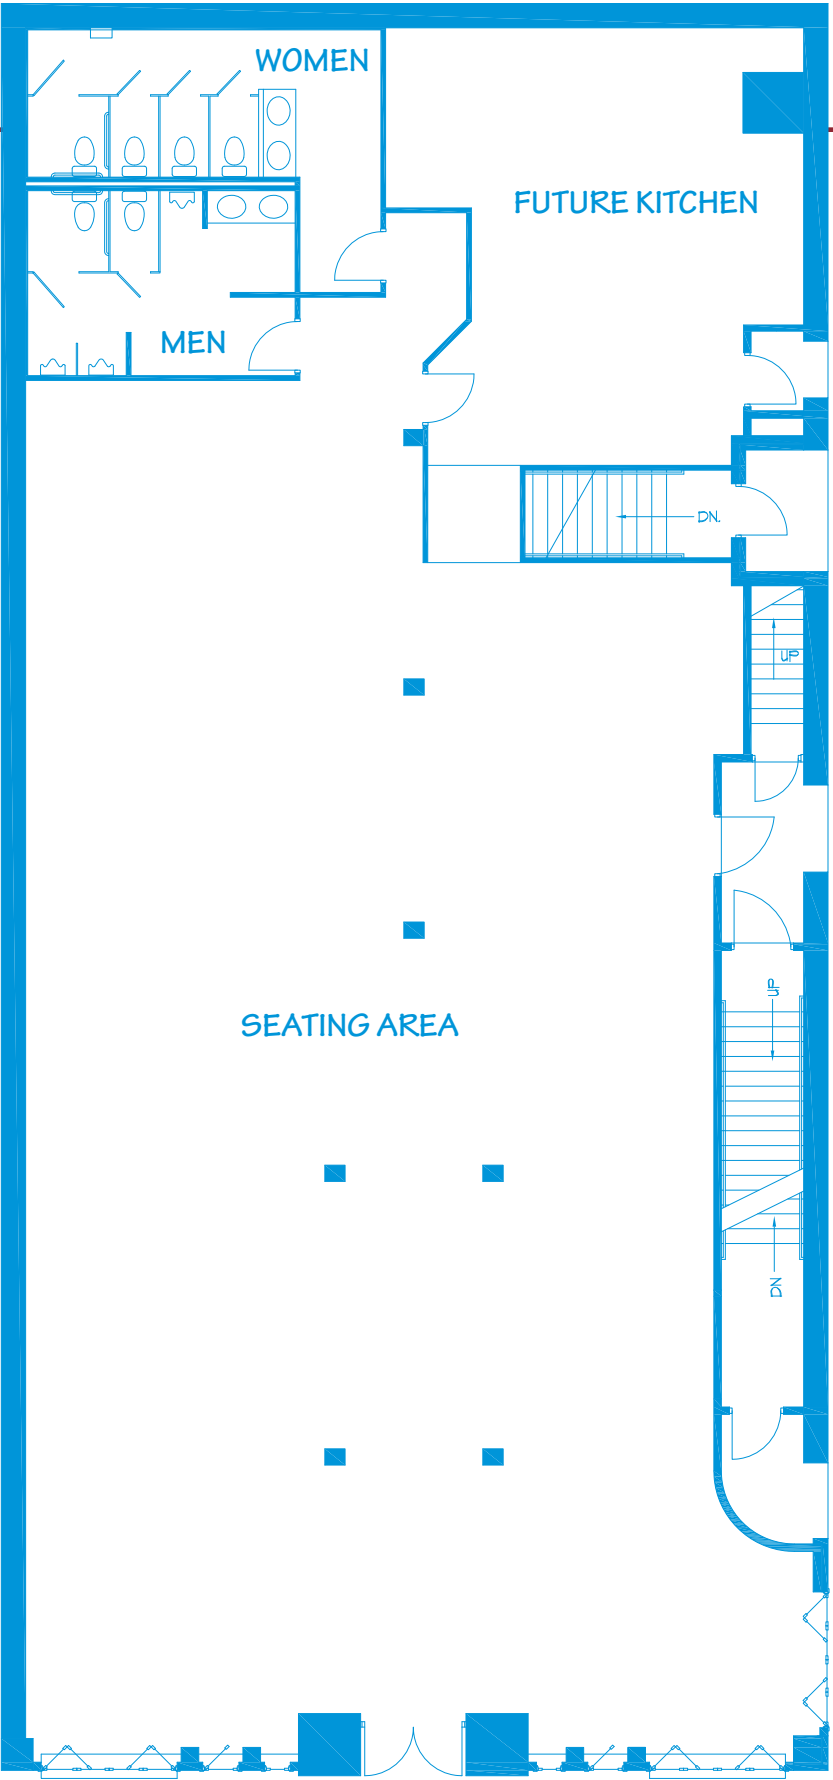 WOMEN
FUTURE KITCHEN
MEN
DN.
UP
UP
SEATING AREA
DN